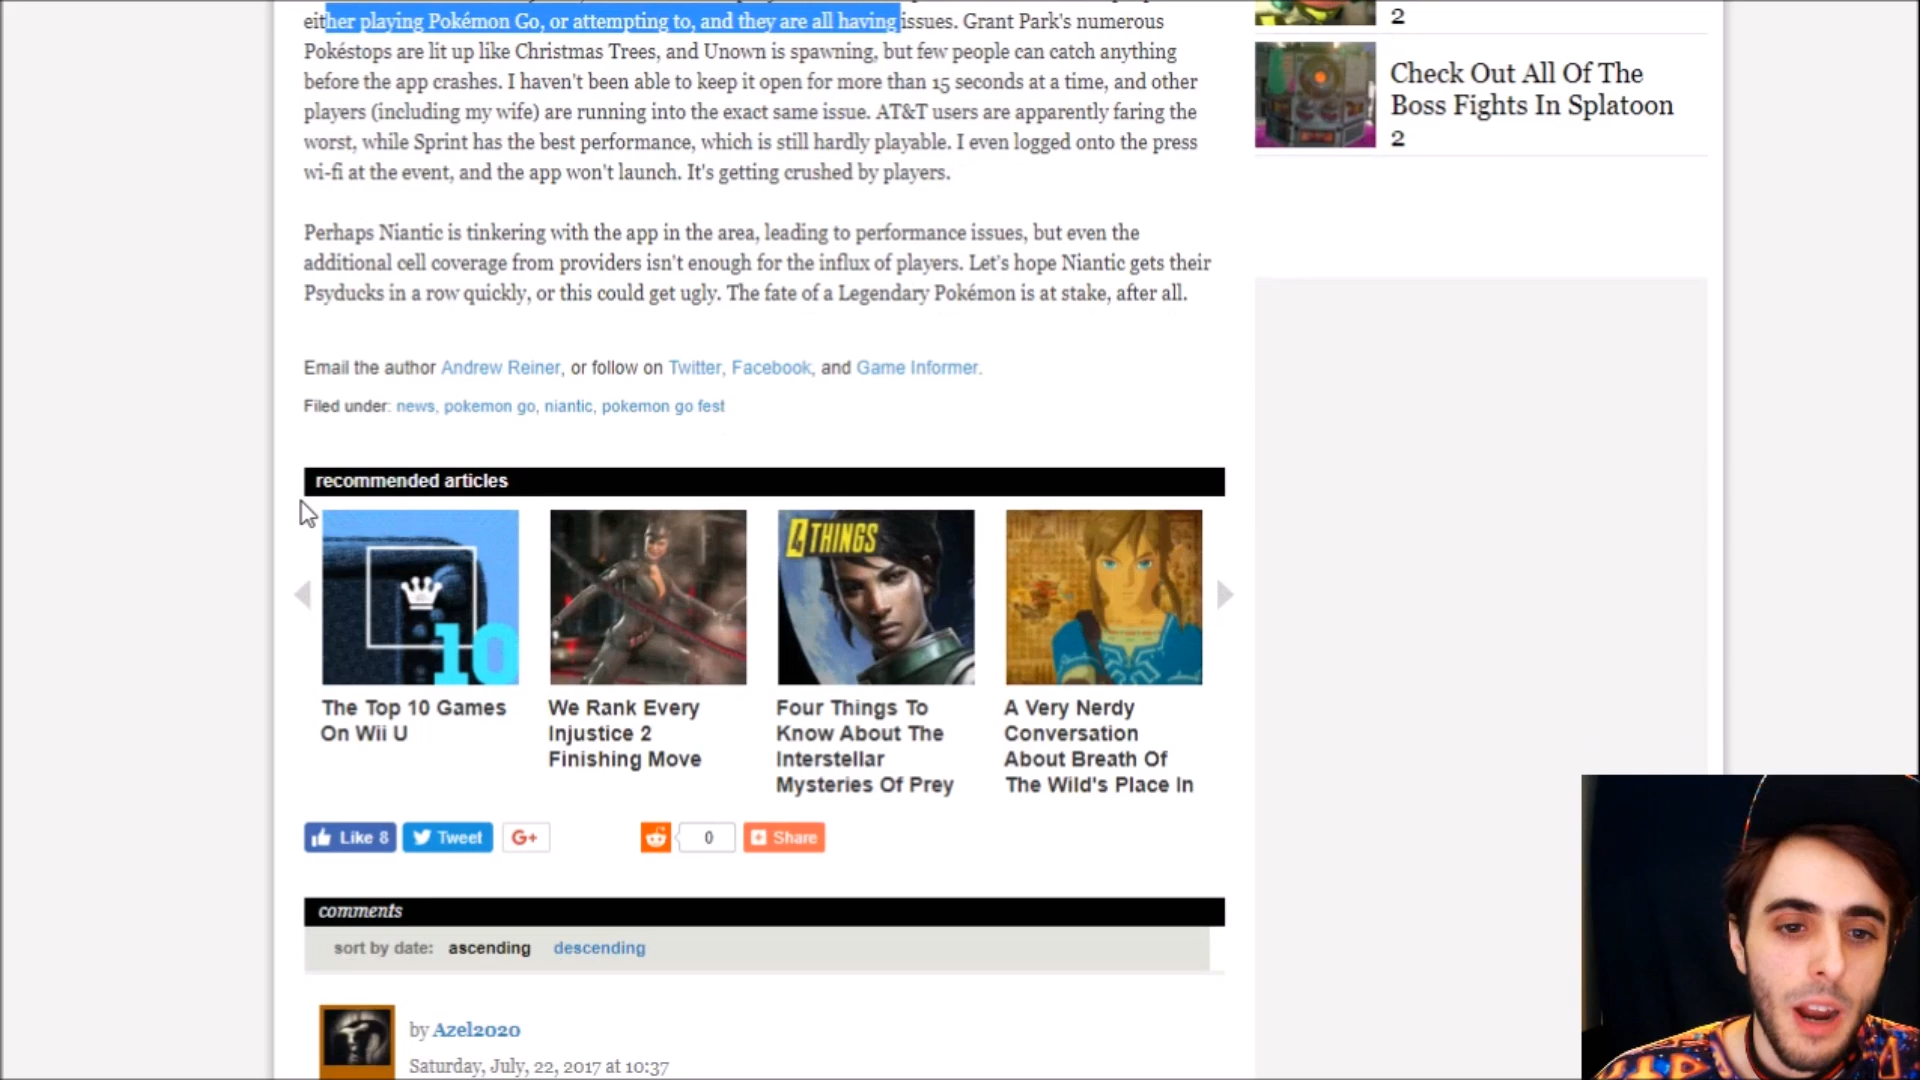 either playing Pokémon Go, or attempting to, and they are all having issues. Grant Park's numerous
Pokéstops are lit up like Christmas Trees, and Unown is spawning, but few people can catch anything
before the app crashes. I haven't been able to keep it open for more than 15 seconds at a time, and other
players (including my wife) are running into the exact same issue. AT&T users are apparently faring the
worst, while Sprint has the best performance, which is still hardly playable. I even logged onto the press
wi-fi at the event, and the app won't launch. It's getting crushed by players.
Perhaps Niantic is tinkering with the app in the area, leading to performance issues, but even the
additional cell coverage from providers isn't enough for the influx of players. Let's hope Niantic gets their
Psyducks in a row quickly, or this could get ugly. The fate of a Legendary Pokémon is at stake, after all.
Email the author Andrew Reiner, or follow on Twitter, Facebook, and Game Informer.
Filed under: news, pokemon go, niantic, pokemon go fest
recommended articles
10
4 THINGS
The Top 10 Games
On Wii U
We Rank Every
Injustice 2
Finishing Move
Four Things To
Know About The
Interstellar
Mysteries Of Prey
A Very Nerdy
Conversation
About Breath Of
The Wild's Place In
Like 8
Tweet
G+
0
Share
comments
sort by date: ascending descending
by Azel2020
Saturday, July, 22, 2017 at 10:37
2
Check Out All Of The
Boss Fights In Splatoon
2